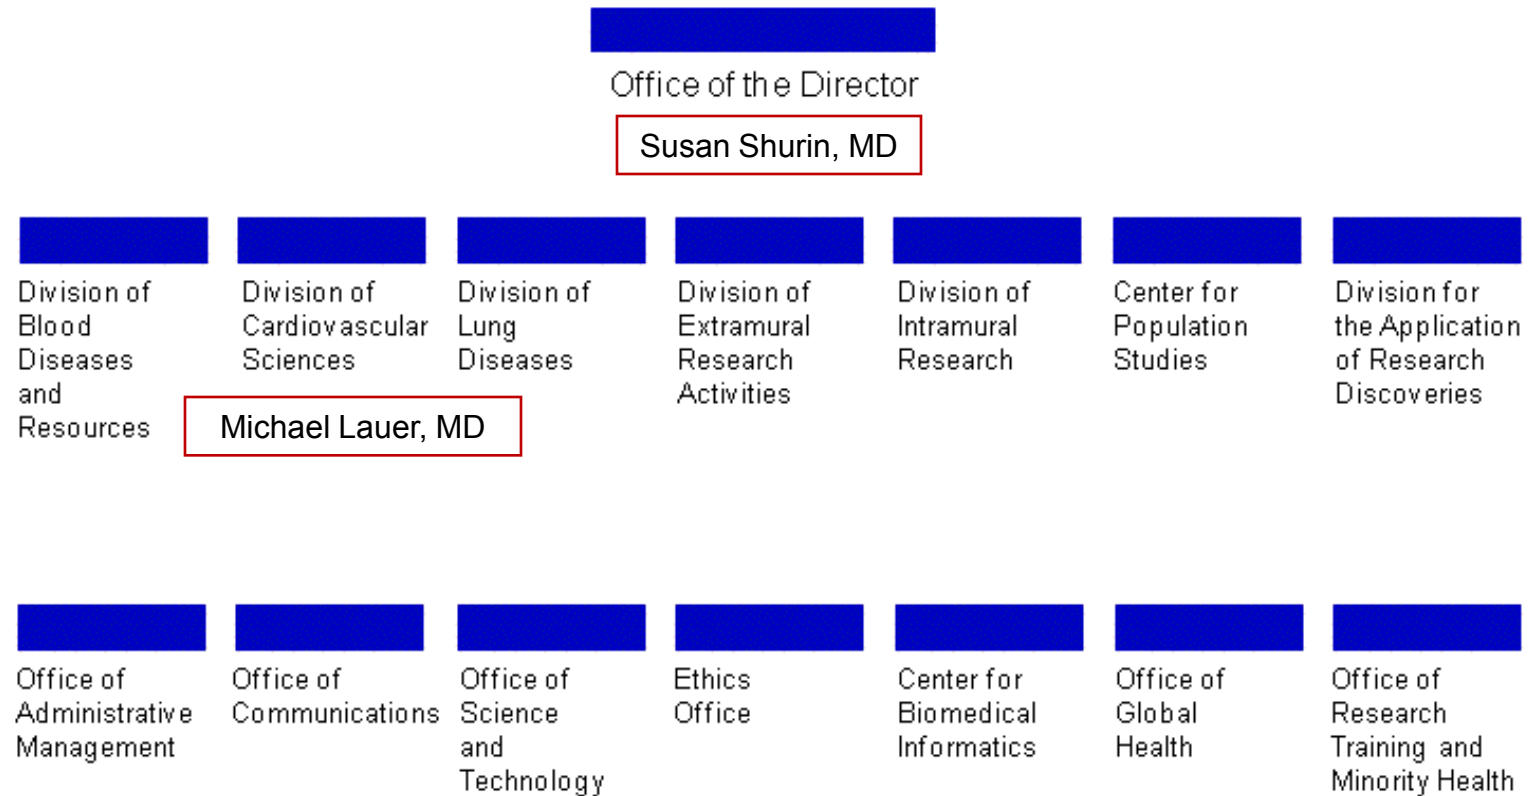 Office of the Director
Susan Shurin, MD
Division of
Blood
Diseases
and
Resources
Division of
Cardiovascular
Sciences
Michael Lauer, MD
Division of
Lung
Diseases
Division of
Extramural
Research
Activities
Division of
Intramural
Research
Center for
Population
Studies
Division for
the Application
of Research
Discoveries
Office of
Administrative
Management
Office of
Communications
Office of
Science
and
Technology
Ethics
Office
Center for
Biomedical
Informatics
Office of
Global
Health
Office of
Research
Training and
Minority Health